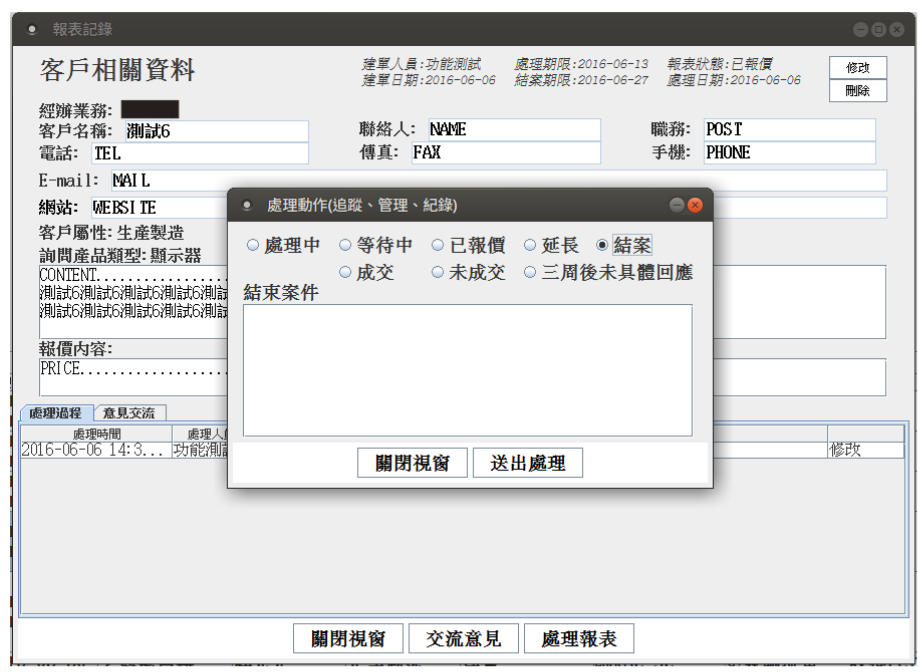 報表記錄
客戶相關資料
建單人員:功能測試 處理期限:2016-06-13 報表狀態:已報價
建單日期:2016-06-06 結案期限:2016-06-27 處理日期:2016-06-06
修改
刪除
經辦業務:
客戶名稱: 測試6 聯絡人: NAME 職務: POST
電話: TEL 傳真: FAX 手機: PHONE
E-mail: MAIL
網站: WEBSITE
客戶屬性:生產製造
詢問產品類型:顯示器
CONTENT..................
測試6測試6測試6測試6測試
測試6測試6測試6測試6測試
報價內容:
PRICE..................
處理過程 意見交流
處理時間 處理人
2016-06-06 14:3... 功能測 修改
處理動作(追蹤、管理、紀錄)
處理中 等待中 已報價 延長 結案
成交 未成交 三周後未具體回應
結束案件
關閉視窗 送出處理
關閉視窗 交流意見 處理報表